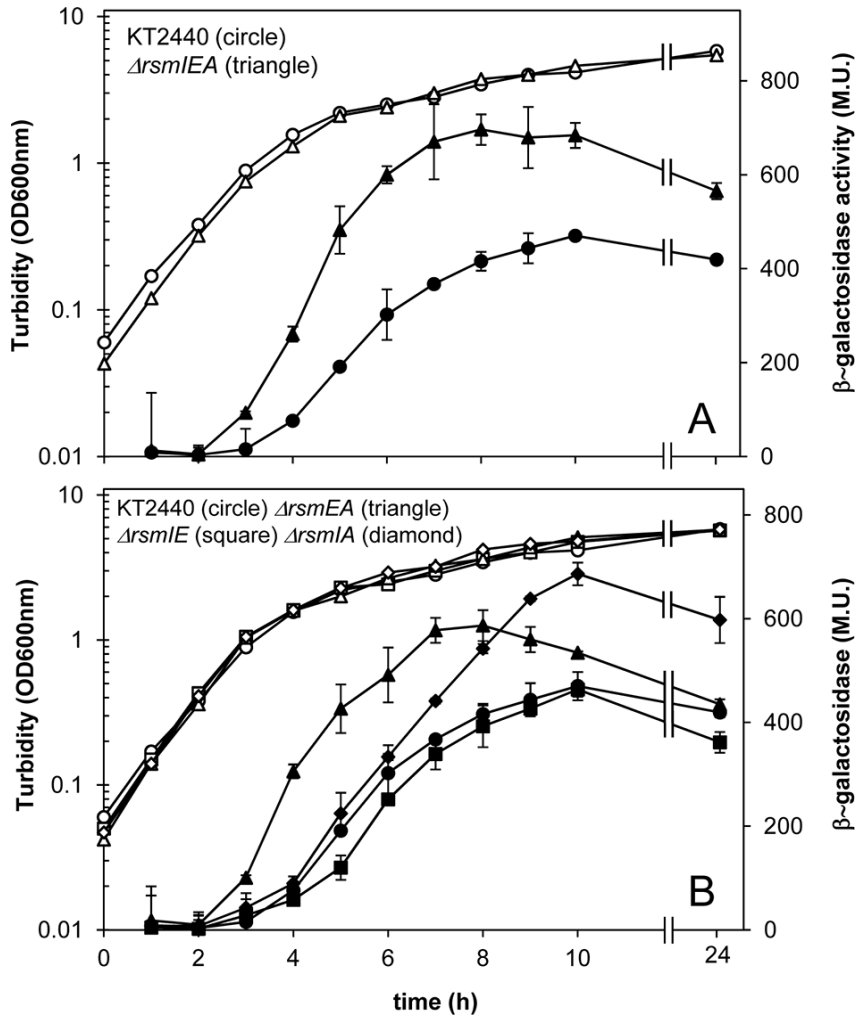 10
1
0.1
0.01
Turbidity (OD600nm)
KT2440 (circle)
ΔrsmIEA (triangle)
800
600
400
200
0
β~galactosidase activity (M.U.)
A
10
1
0.1
0.01
Turbidity (OD600nm)
KT2440 (circle) ΔrsmEA (triangle)
ΔrsmIE (square) ΔrsmIA (diamond)
800
600
400
200
0
β~galactosidase (M.U.)
B
0 2 4 6 8 10 24
time (h)